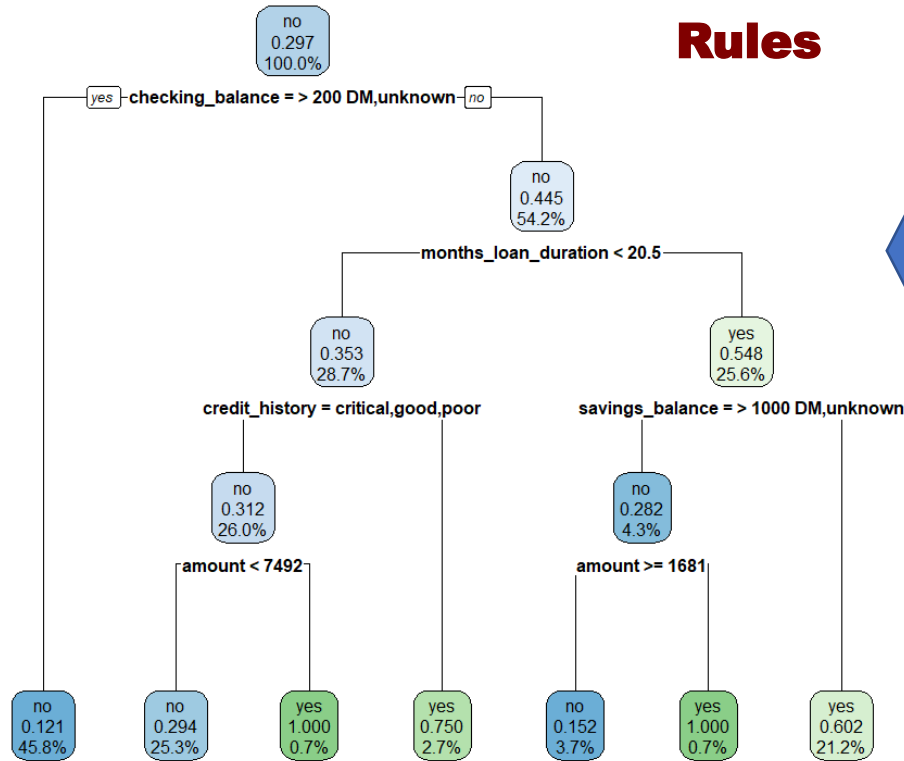 Rules
no
0.297
100.0%
yes checking_balance = > 200 DM,unknown no
no
0.445
54.2%
months_loan_duration < 20.5
no
0.353
28.7%
yes
0.548
25.6%
credit_history = critical,good,poor
savings_balance = > 1000 DM,unknown
no
0.312
26.0%
no
0.282
4.3%
amount < 7492
amount >= 1681
no
0.121
45.8%
no
0.294
25.3%
yes
1.000
0.7%
yes
0.750
2.7%
no
0.152
3.7%
yes
1.000
0.7%
yes
0.602
21.2%